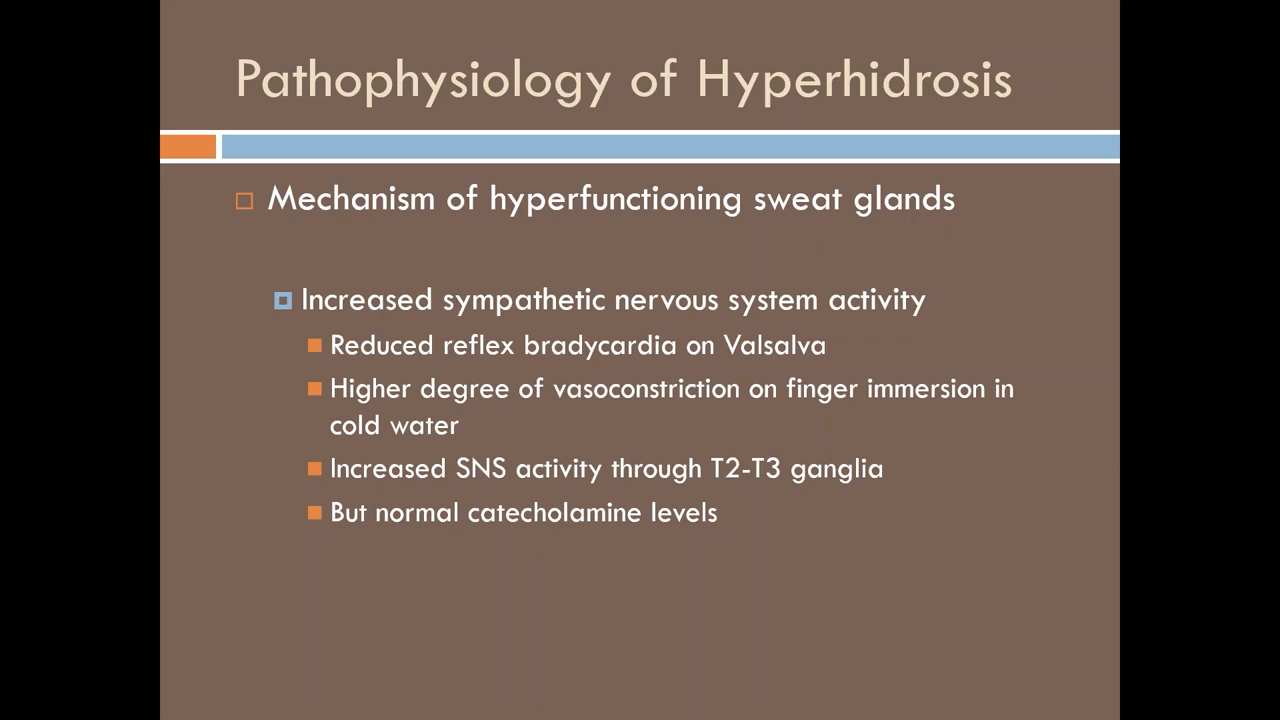 Pathophysiology of Hyperhidrosis
Mechanism of hyperfunctioning sweat glands
Increased sympathetic nervous system activity
Reduced reflex bradycardia on Valsalva
Higher degree of vasoconstriction on finger immersion in
cold water
Increased SNS activity through T2-T3 ganglia
But normal catecholamine levels